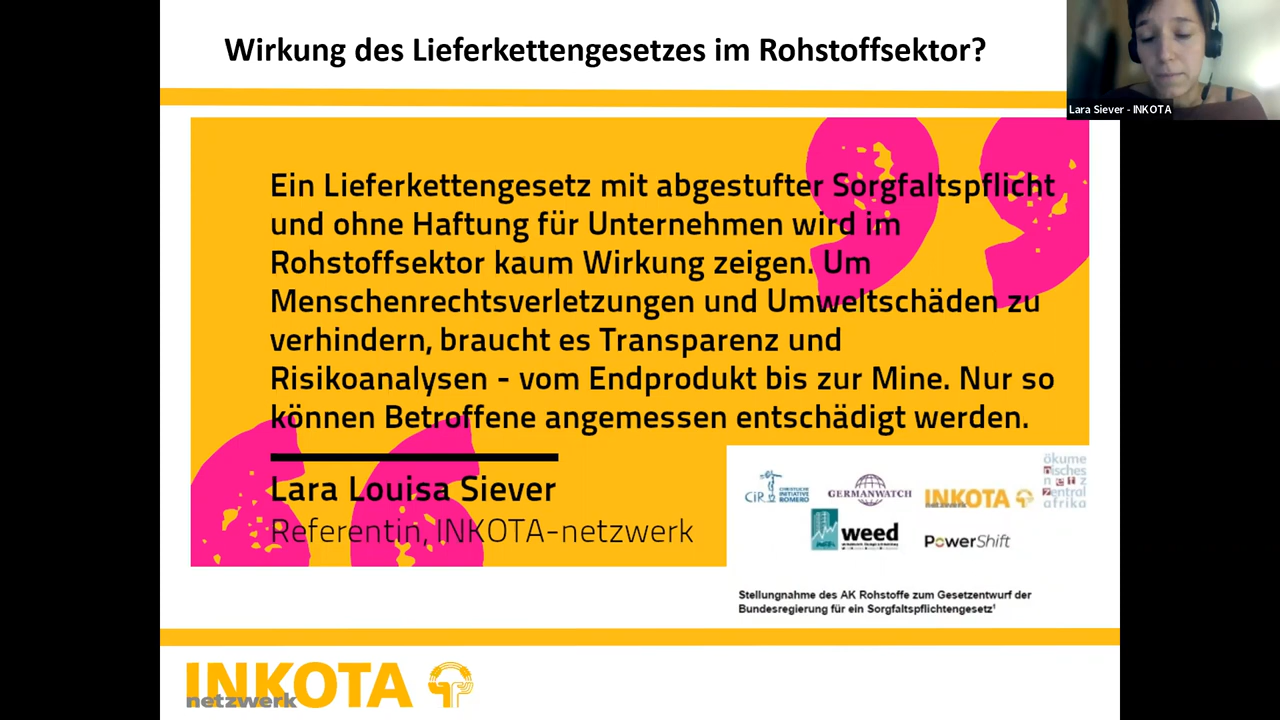 Wirkung des Lieferkettengesetzes im Rohstoffsektor?
Lara Siever - INKOTA
Ein Lieferkettengesetz mit abgestufter Sorgfaltspflicht
und ohne Haftung für Unternehmen wird im
Rohstoffsektor kaum Wirkung zeigen. Um
Menschenrechtsverletzungen und Umweltschäden zu
verhindern, braucht es Transparenz und
Risikoanalysen - vom Endprodukt bis zur Mine. Nur so
können Betroffene angemessen entschädigt werden.
Lara Louisa Siever
Referentin, INKOTA-netzwerk
CiR CHRISTLICHE
INITIATIVE
ROMERO
GERMANWATCH
INKOTA
netzwerk
ökume
nisches
netz
zentral
afrika
weed
PowerShift
Stellungnahme des AK Rohstoffe zum Gesetzentwurf der
Bundesregierung für ein Sorgfaltspflichtengesetz¹
INKOTA
netzwerk